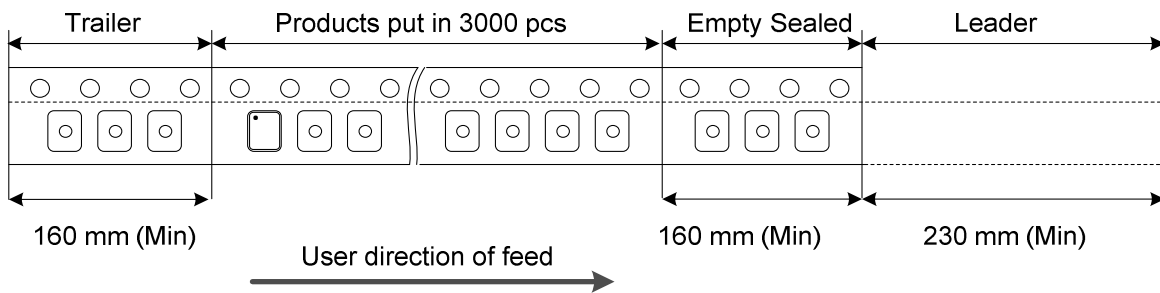 Trailer
Products put in 3000 pcs
Empty Sealed
Leader
160 mm (Min)
160 mm (Min)
230 mm (Min)
User direction of feed